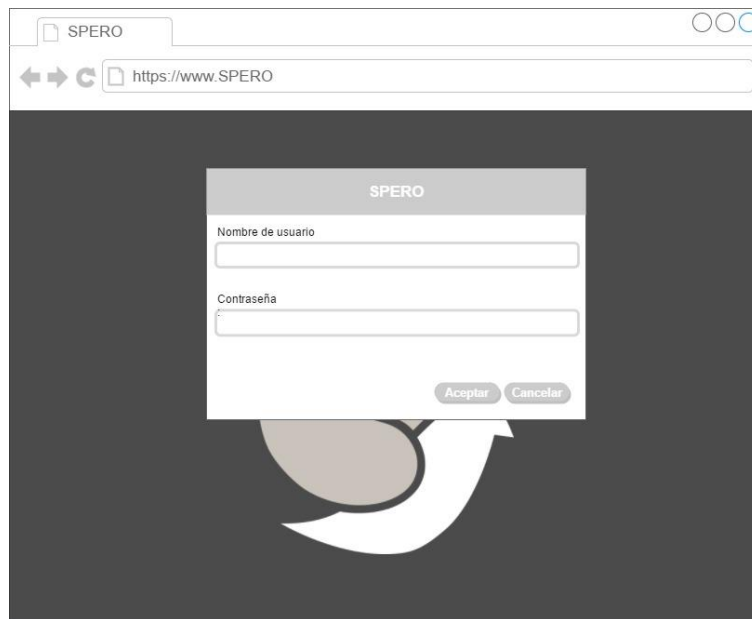 SPERO
https://www.SPERO
SPERO
Nombre de usuario
Contraseña
:
Aceptar Cancelar